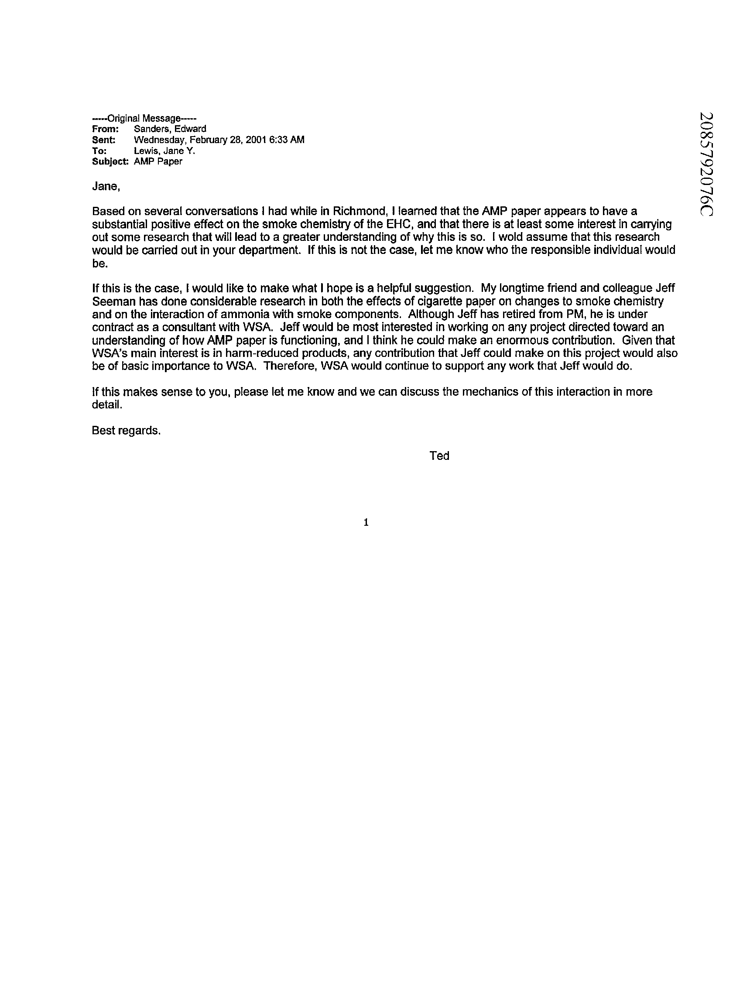 -----Original Message-----
From: Sanders, Edward
Sent: Wednesday, February 28, 2001 6:33 AM
To: Lewis, Jane Y.
Subject: AMP Paper
Jane,
Based on several conversations I had while in Richmond, I learned that the AMP paper appears to have a
substantial positive effect on the smoke chemistry of the EHC, and that there is at least some interest in carrying
out some research that will lead to a greater understanding of why this is so.  I wold assume that this research
would be carried out in your department.  If this is not the case, let me know who the responsible individual would
be.
If this is the case, I would like to make what I hope is a helpful suggestion.  My longtime friend and colleague Jeff
Seeman has done considerable research in both the effects of cigarette paper on changes to smoke chemistry
and on the interaction of ammonia with smoke components.  Although Jeff has retired from PM, he is under
contract as a consultant with WSA.  Jeff would be most interested in working on any project directed toward an
understanding of how AMP paper is functioning, and I think he could make an enormous contribution.  Given that
WSA's main interest is in harm-reduced products, any contribution that Jeff could make on this project would also
be of basic importance to WSA.  Therefore, WSA would continue to support any work that Jeff would do.
If this makes sense to you, please let me know and we can discuss the mechanics of this interaction in more
detail.
Best regards.
Ted
1
2085792076C